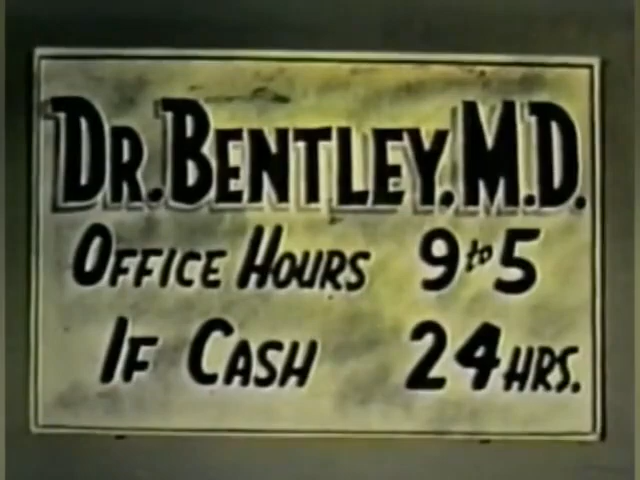 DR. BENTLEY. M.D.
OFFICE HOURS 9 to 5
IF CASH 24 HRS.